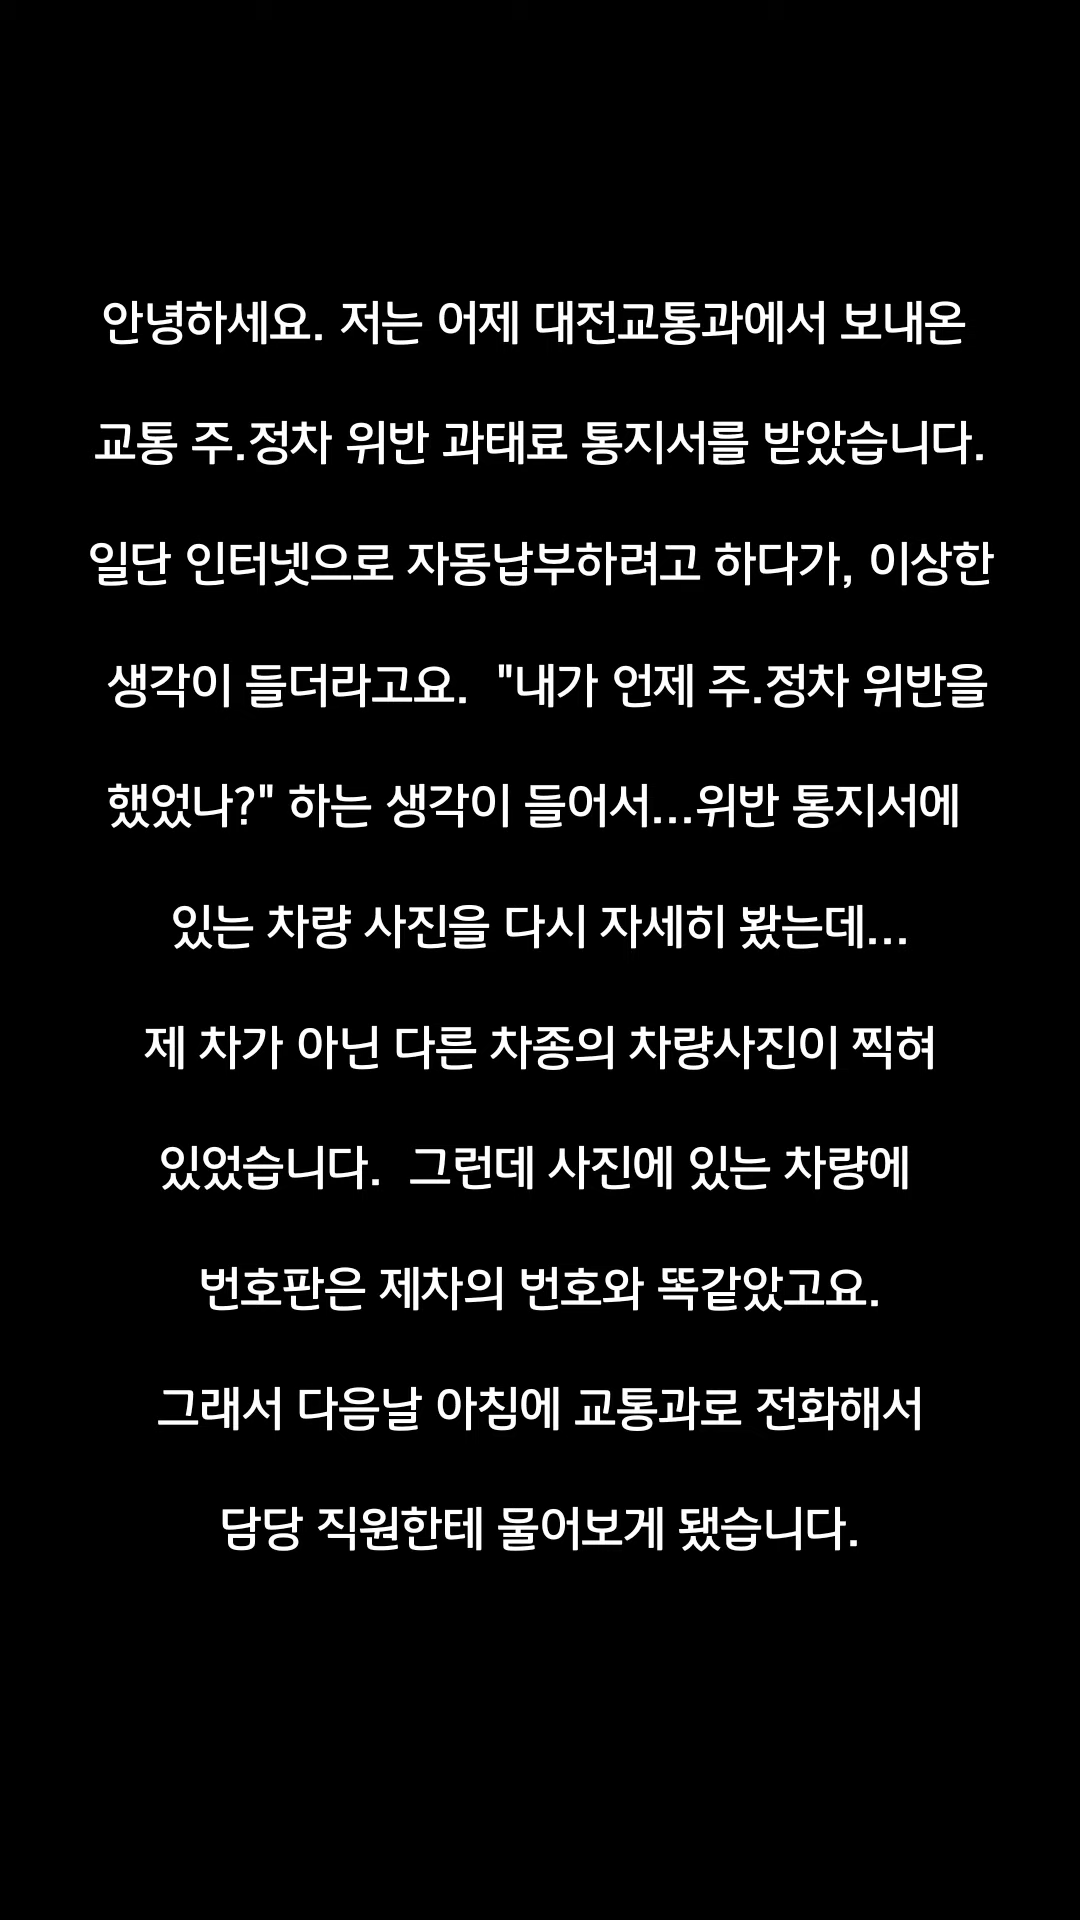 안녕하세요. 저는 어제 대전교통과에서 보내온
교통 주.정차 위반 과태료 통지서를 받았습니다.
일단 인터넷으로 자동납부하려고 하다가, 이상한
생각이 들더라고요. "내가 언제 주.정차 위반을
했었나?" 하는 생각이 들어서...위반 통지서에
있는 차량 사진을 다시 자세히 봤는데...
제 차가 아닌 다른 차종의 차량사진이 찍혀
있었습니다. 그런데 사진에 있는 차량에
번호판은 제차의 번호와 똑같았고요.
그래서 다음날 아침에 교통과로 전화해서
담당 직원한테 물어보게 됐습니다.